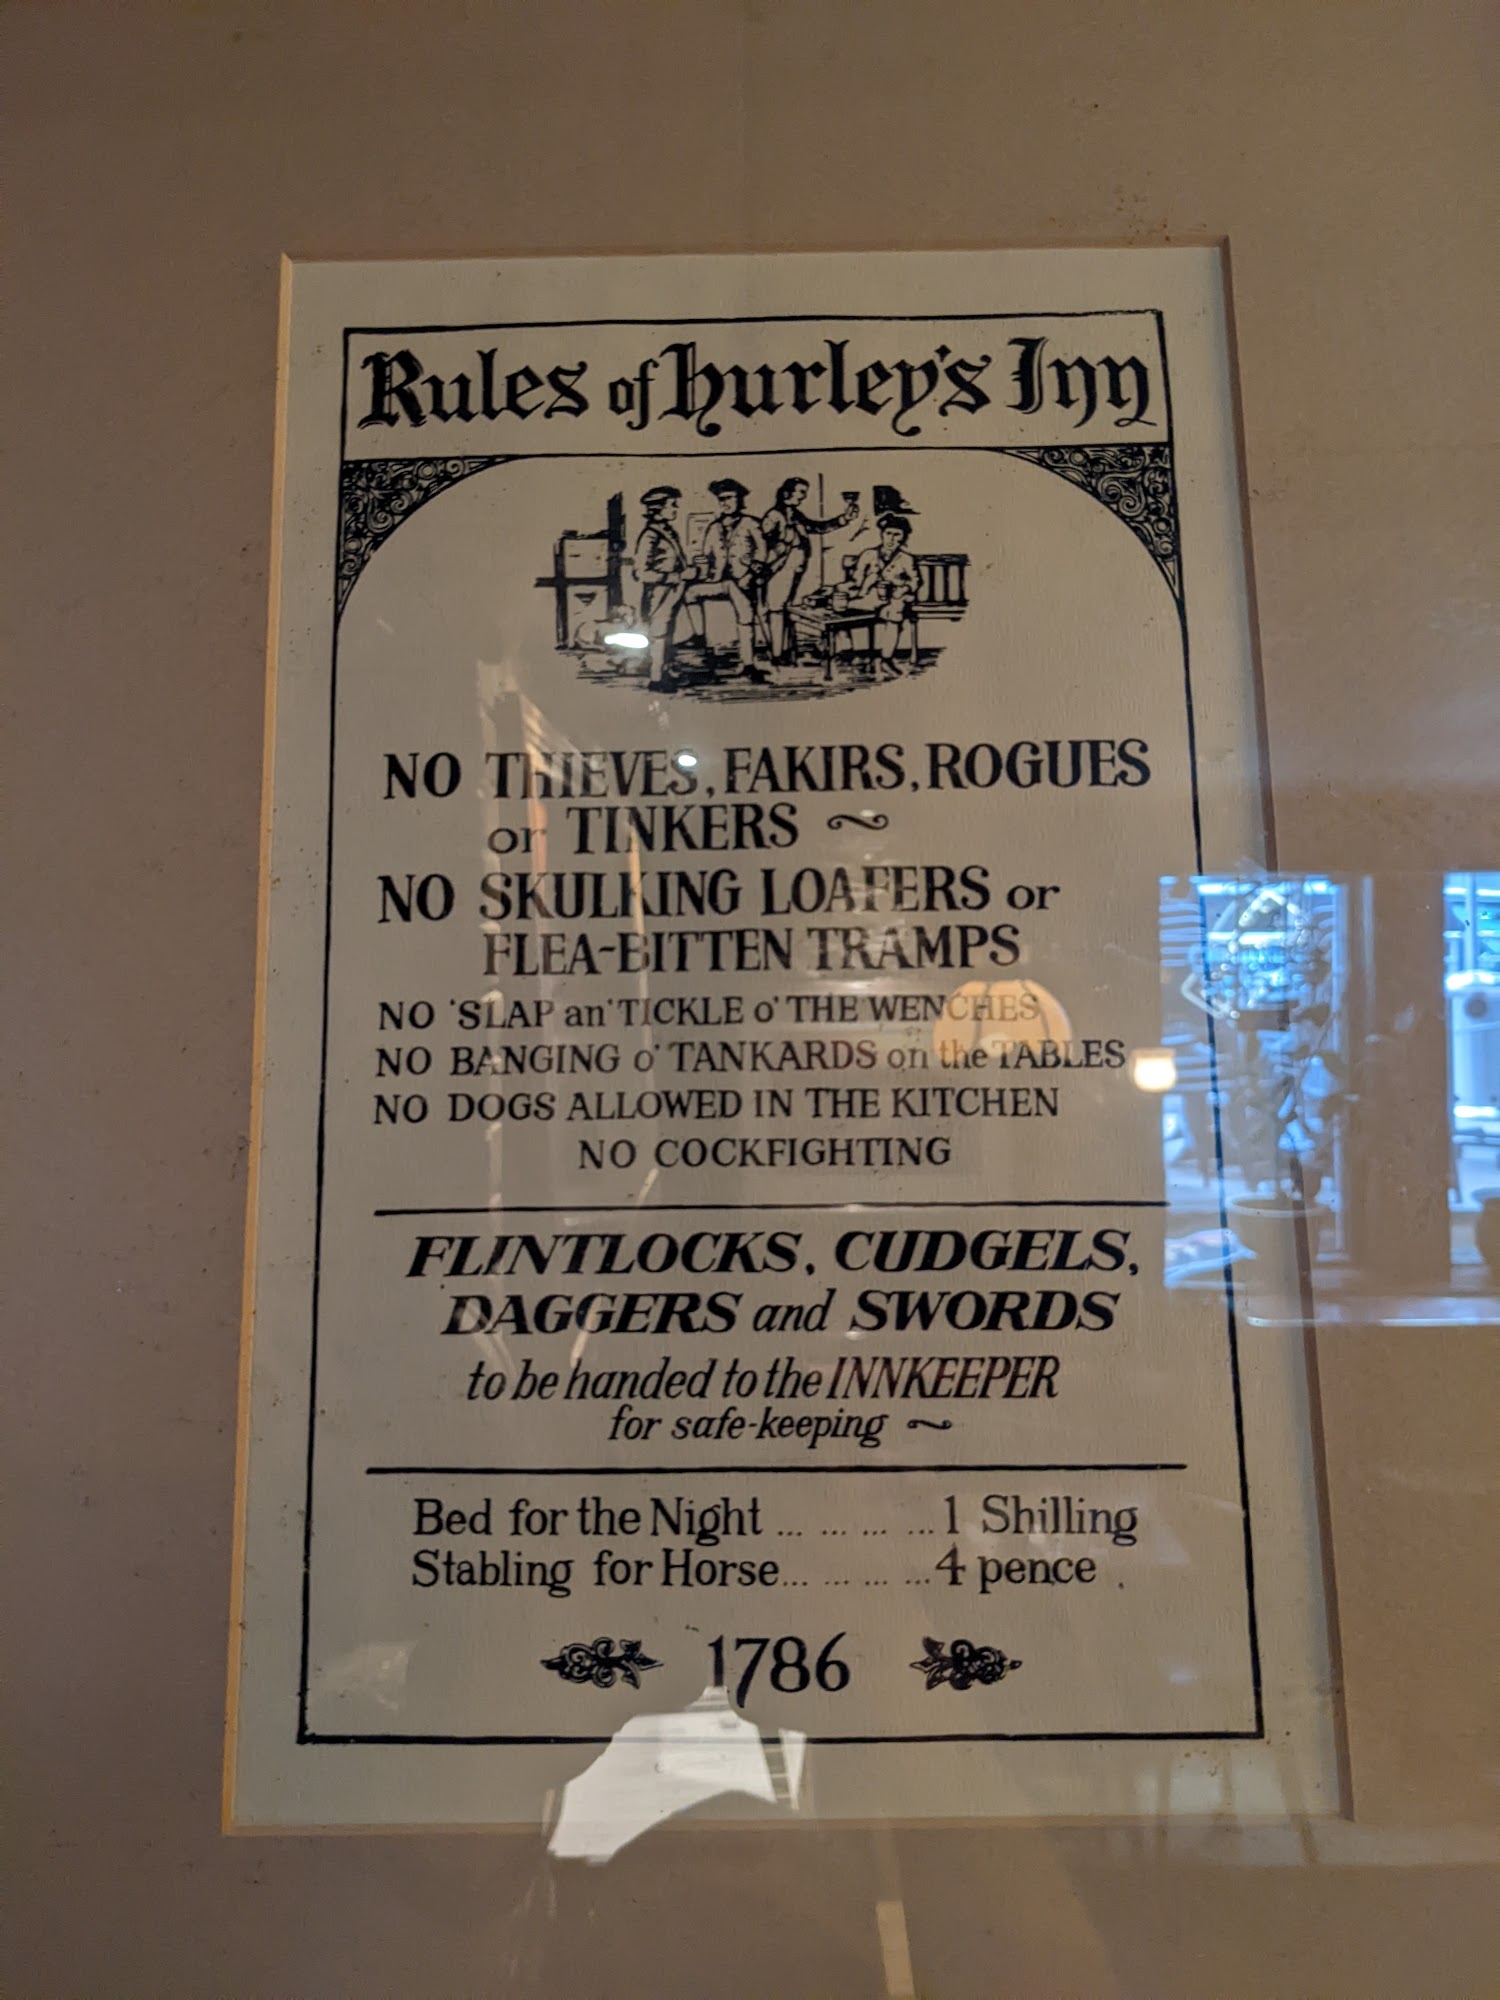 Rules of Hurley's Inn
NO THIEVES, FAKIRS, ROGUES
or TINKERS ~
NO SKULKING LOAFERS or
FLEA-BITTEN TRAMPS
NO 'SLAP an' TICKLE o' THE WENCHES
NO BANGING o' TANKARDS on the TABLES
NO DOGS ALLOWED IN THE KITCHEN
NO COCKFIGHTING
FLINTLOCKS, CUDGELS,
DAGGERS and SWORDS
to be handed to the INNKEEPER
for safe-keeping ~
Bed for the Night ... ... ... ... 1 Shilling
Stabling for Horse... ... ... ... 4 pence .
1786